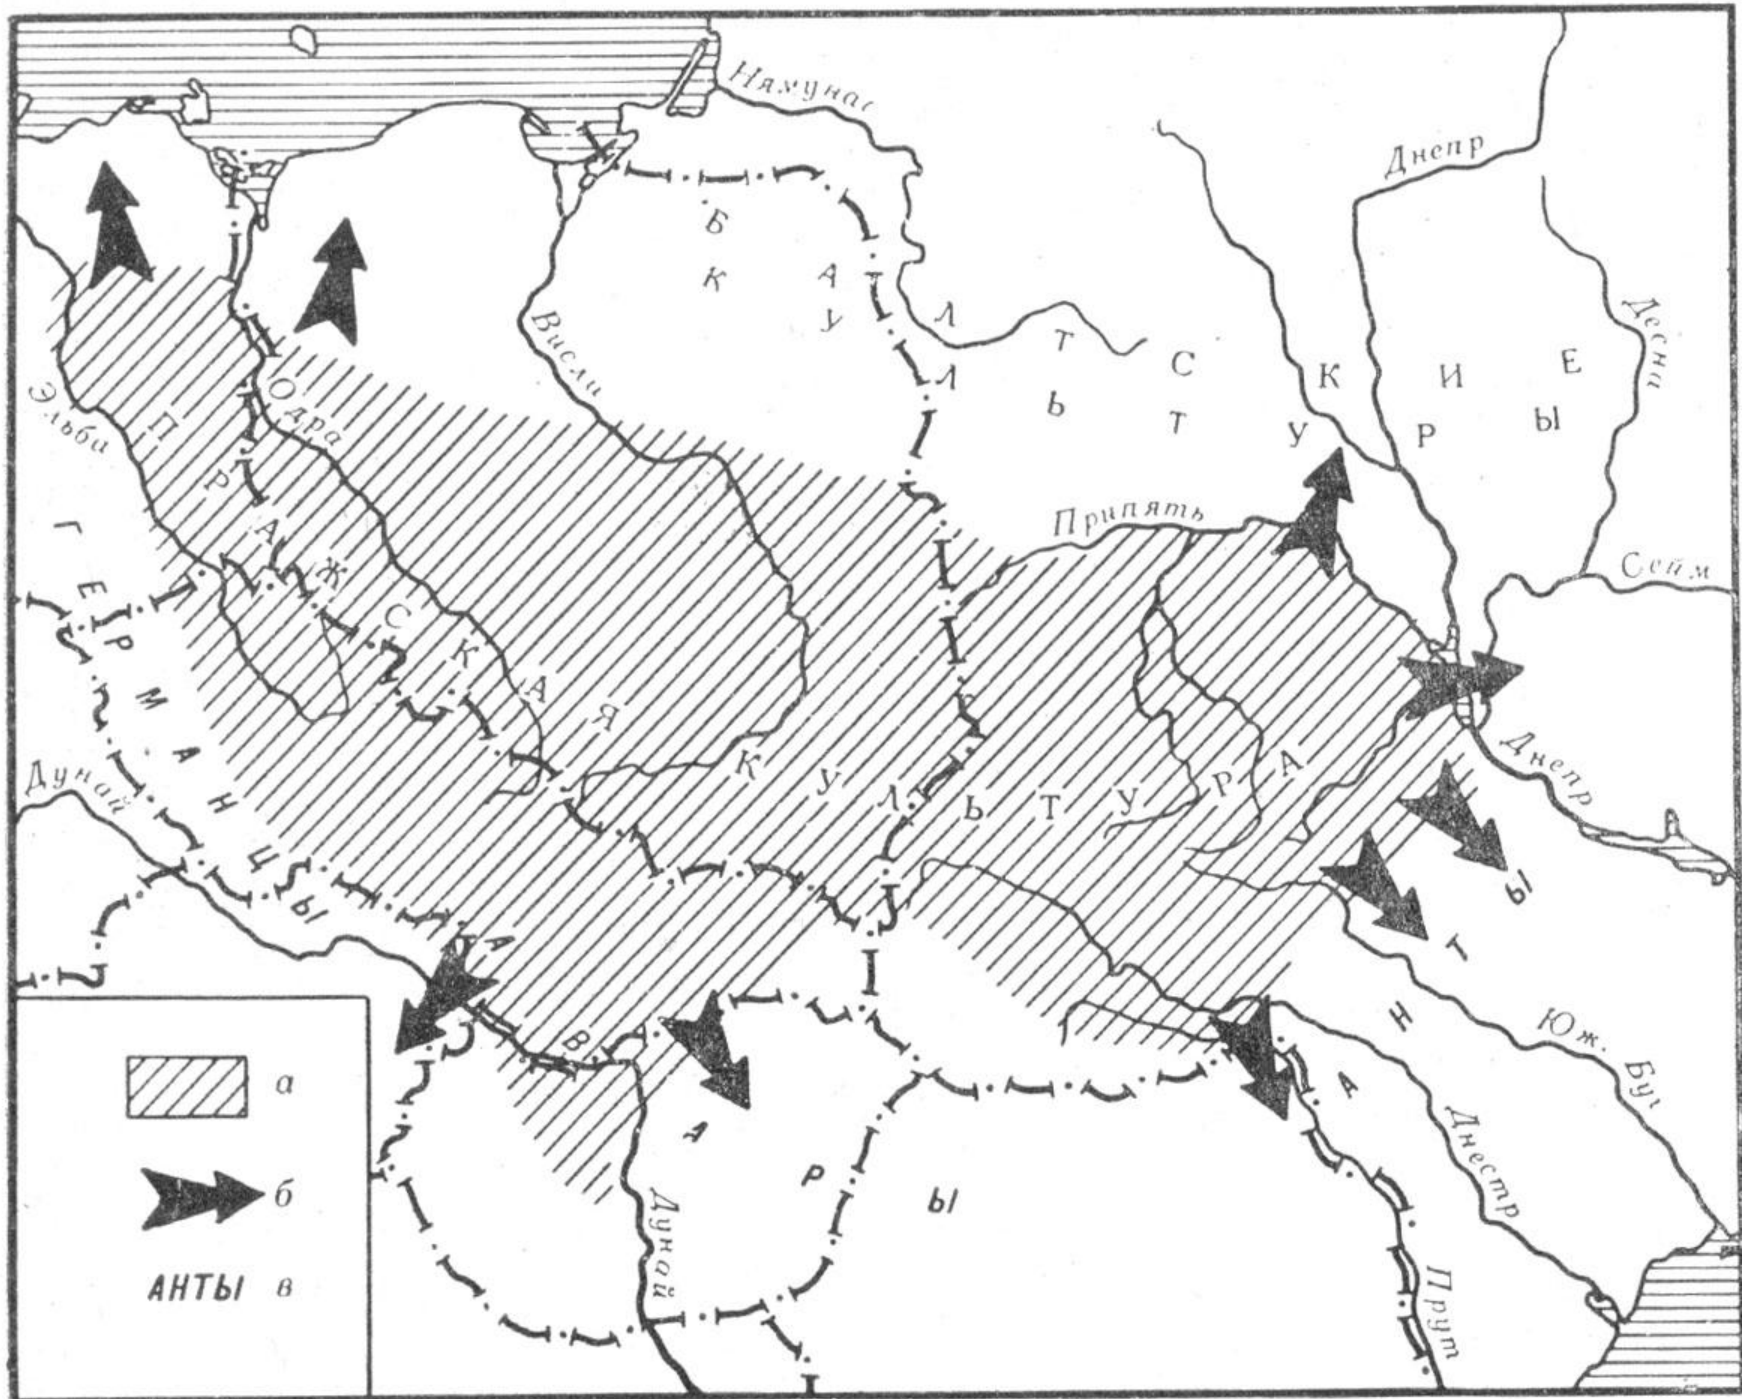 Нямунас
Днепр
БАЛТСКИЕ
КУЛЬТУРЫ
Десна
Висла
Одра
Эльба
ПРАЖСКАЯ КУЛЬТУРА
Припять
Сейм
ГЕРМАНЦЫ
Дунай
Днепр
АВАРЫ
АНТЫ
Юж. Буг
Днестр
Дунай
Прут
а
б
АНТЫ в